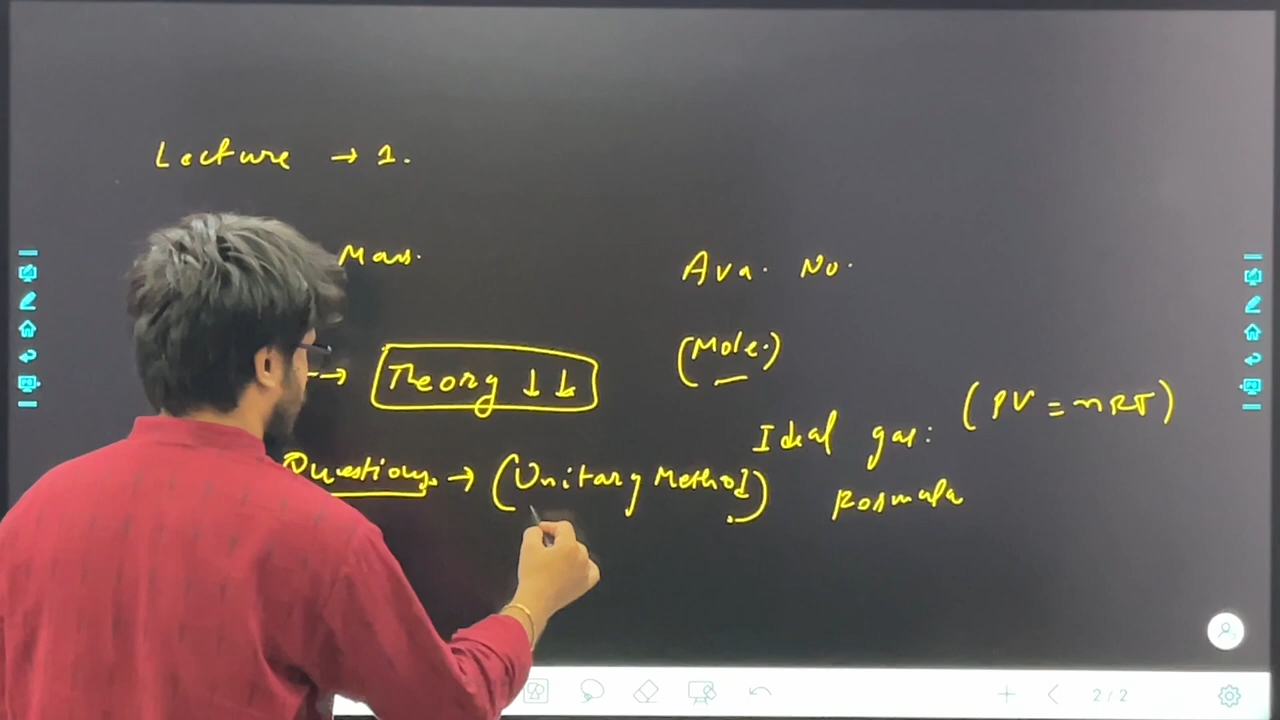 Lecture → 1.
Mass.
Ava. No.
(Mole.)
→ Theory ↓↓
Ideal gas: (PV = nRT)
Formula
Questions. → (Unitary Method)
2/2